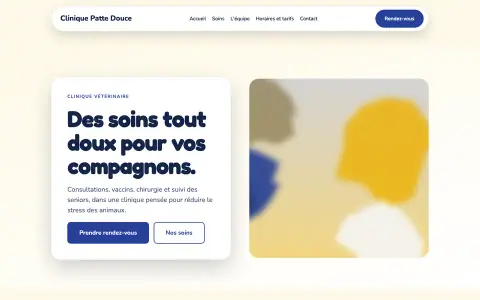 Clinique Patte Douce
Accueil Soins L'équipe Horaires et tarifs Contact
Rendez-vous
CLINIQUE VÉTÉRINAIRE
Des soins tout
doux pour vos
compagnons.
Consultations, vaccins, chirurgie et suivi des
seniors, dans une clinique pensée pour réduire le
stress des animaux.
Prendre rendez-vous
Nos soins